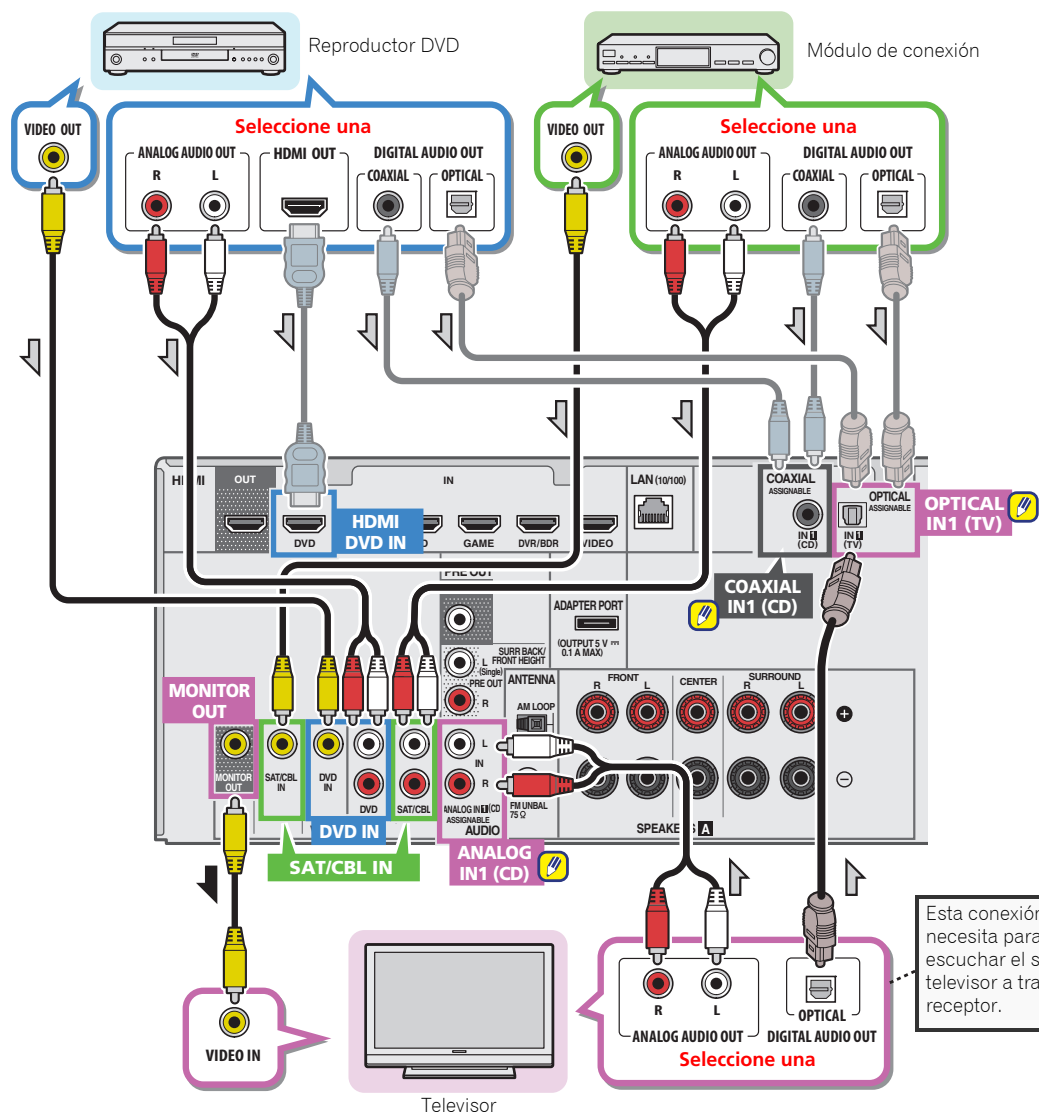 Reproductor DVD
Módulo de conexión
VIDEO OUT
Seleccione una
ANALOG AUDIO OUT
R L
HDMI OUT
DIGITAL AUDIO OUT
COAXIAL
OPTICAL
VIDEO OUT
Seleccione una
ANALOG AUDIO OUT
R L
DIGITAL AUDIO OUT
COAXIAL
OPTICAL
OUT
IN
LAN (10/100)
COAXIAL
ASSIGNABLE
IN 1
(CD)
OPTICAL
ASSIGNABLE
IN 1
(TV)
OPTICAL
IN1 (TV)
DVD
HDMI
DVD IN
GAME
DVR/BDR
VIDEO
COAXIAL
IN1 (CD)
PRE OUT
ADAPTER PORT
(OUTPUT 5 V
0.1 A MAX)
SURR BACK/
FRONT HEIGHT
L
(Single)
PRE OUT
R
ANTENNA
AM LOOP
FM UNBAL
75 Ω
FRONT
R L
CENTER
SURROUND
R L
SPEAKERS A
MONITOR
OUT
MONITOR
OUT
SAT/CBL
IN
DVD
IN
DVD
SAT/CBL
L
IN
R
ANALOG IN 1 (CD
ASSIGNABLE
AUDIO
DVD IN
SAT/CBL IN
ANALOG
IN1 (CD)
VIDEO IN
Televisor
R L
ANALOG AUDIO OUT
OPTICAL
DIGITAL AUDIO OUT
Seleccione una
Esta conexión
necesita para
escuchar el s
televisor a tra
receptor.